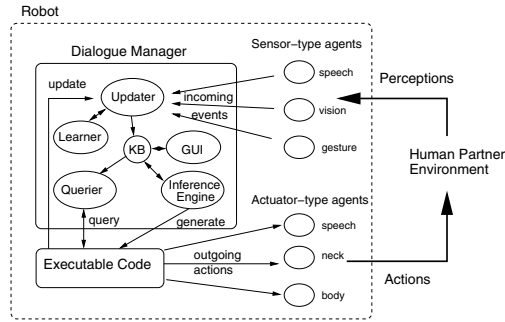 Robot
Dialogue Manager
Sensor-type agents
update
Updater
incoming
events
speech
vision
gesture
Perceptions
Learner
KB
GUI
Human Partner
Environment
Querier
Inference
Engine
Actuator-type agents
query
generate
speech
Executable Code
outgoing
actions
neck
body
Actions